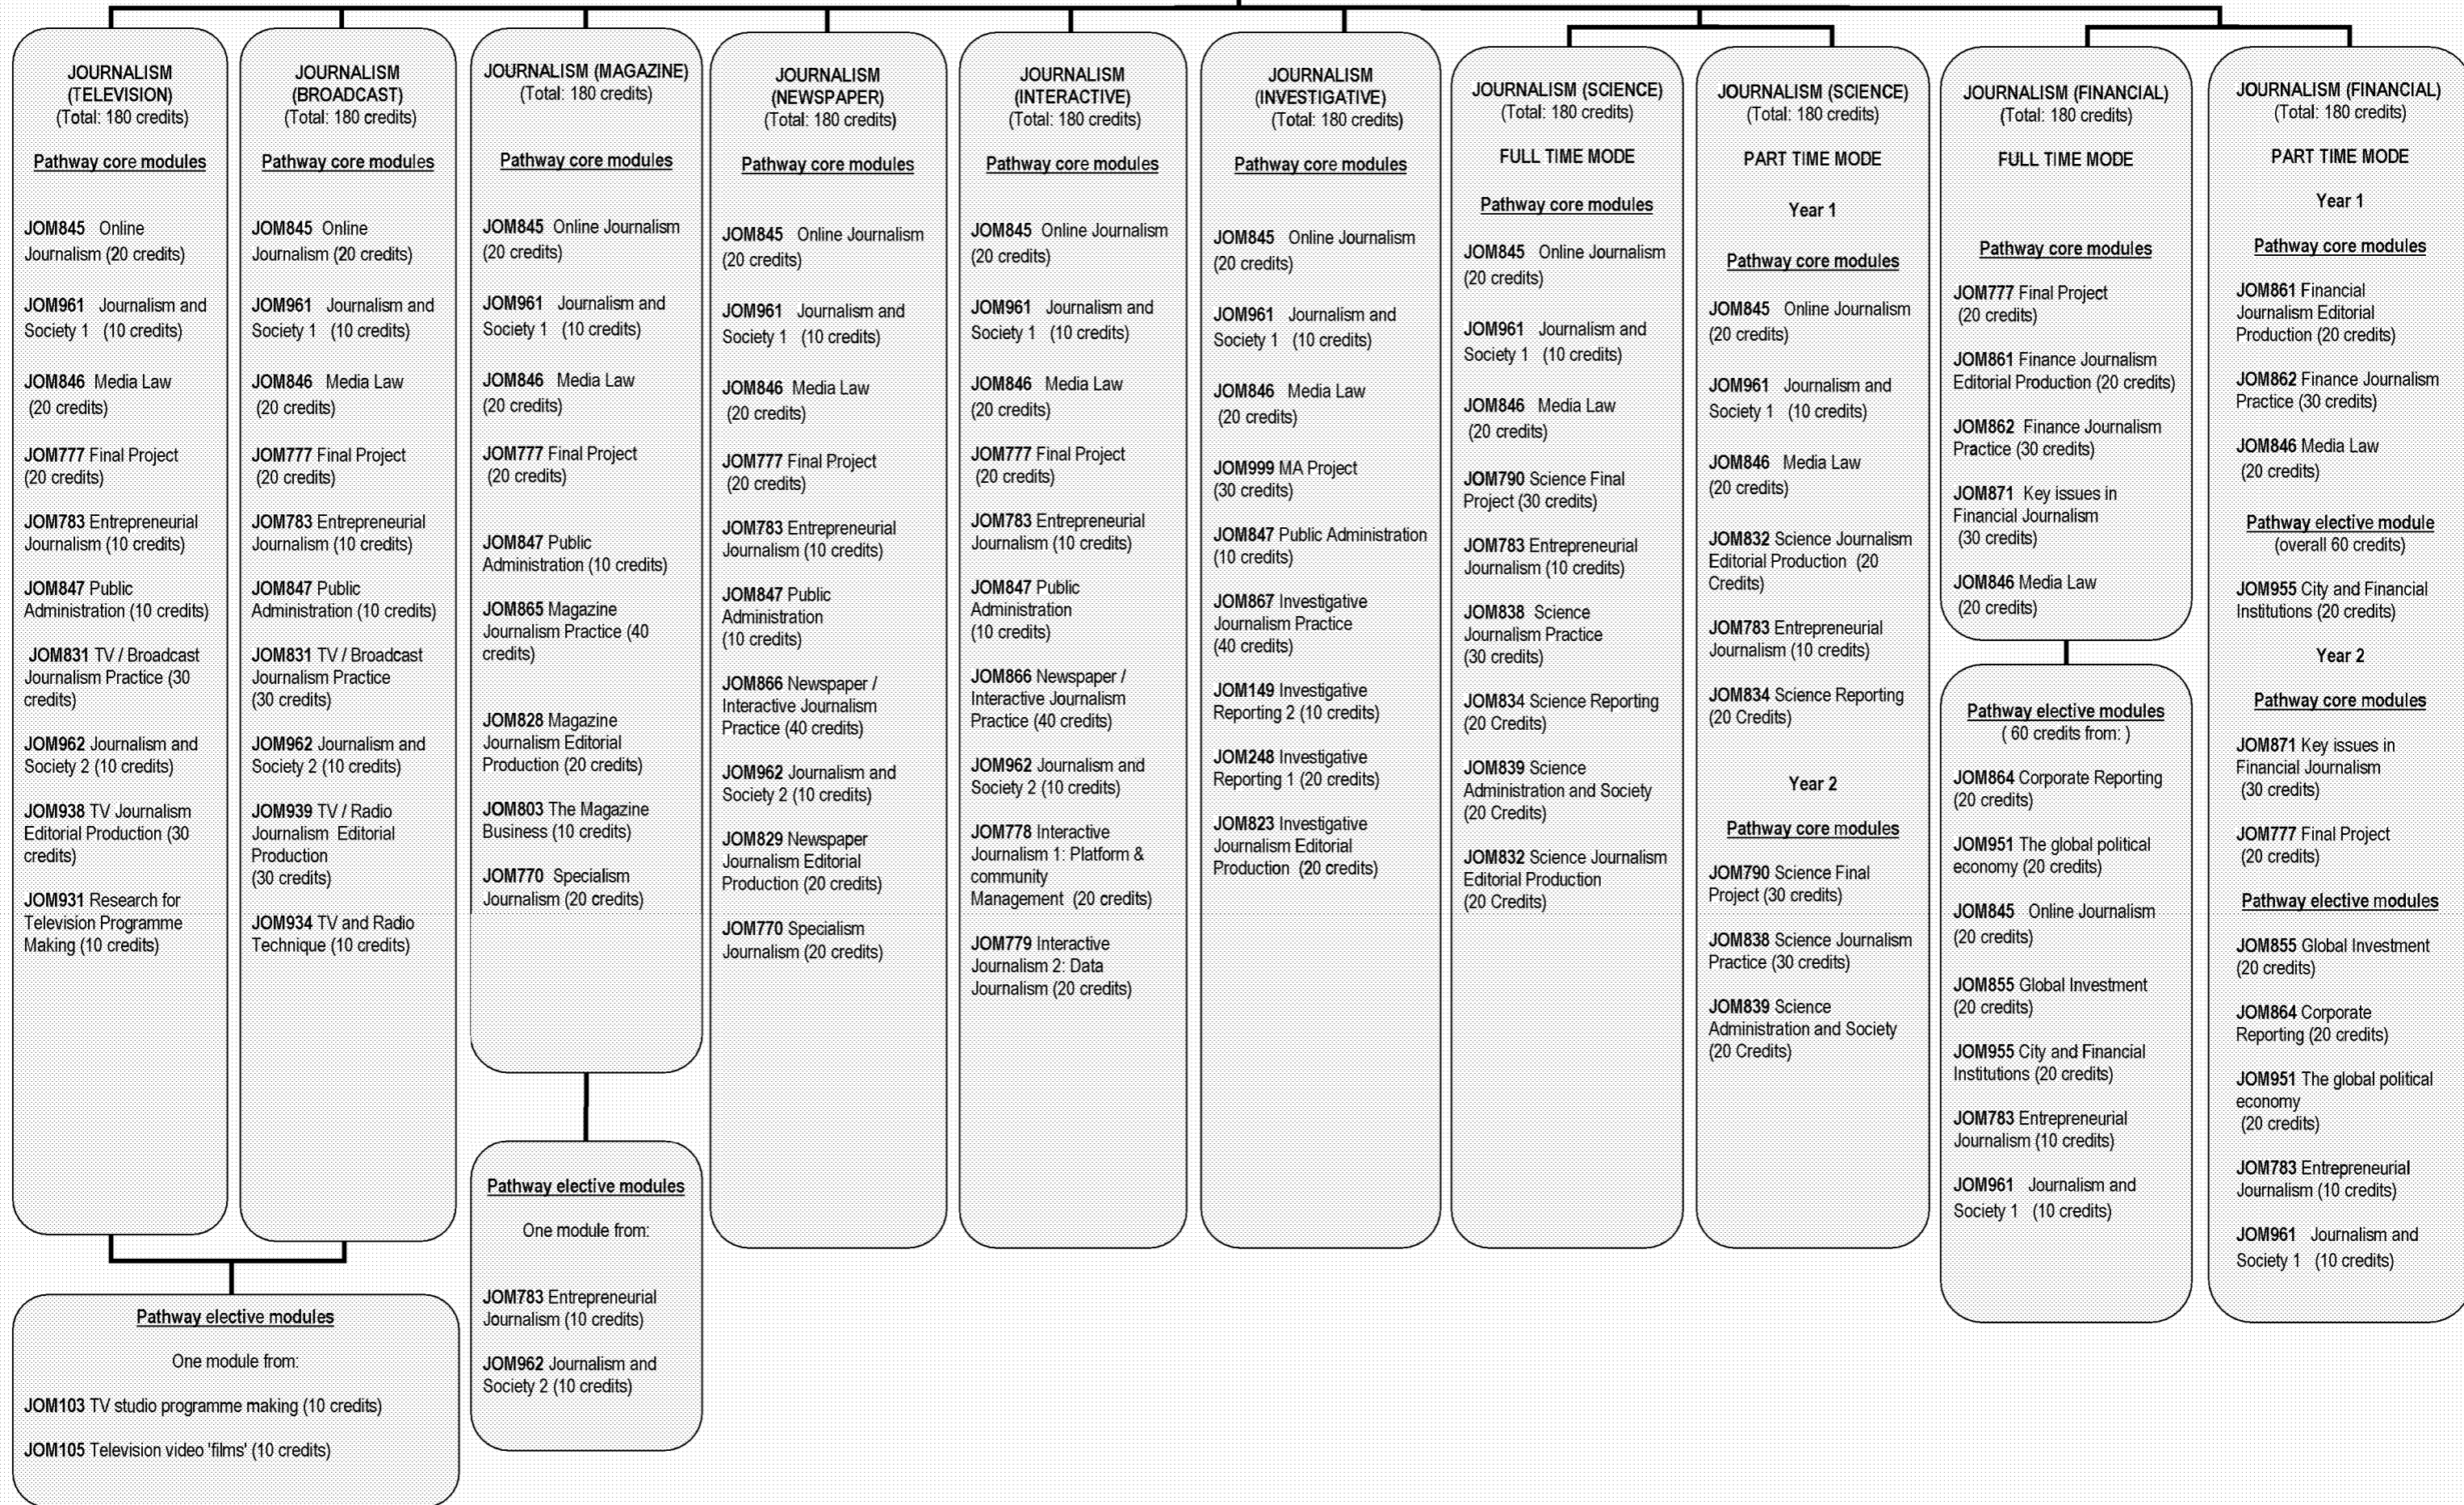 JOURNALISM
(TELEVISION)
(Total: 180 credits)
Pathway core modules
JOM845 Online
Journalism (20 credits)
JOM961 Journalism and
Society 1 (10 credits)
JOM846 Media Law
(20 credits)
JOM777 Final Project
(20 credits)
JOM783 Entrepreneurial
Journalism (10 credits)
JOM847 Public
Administration (10 credits)
JOM831 TV / Broadcast
Journalism Practice (30
credits)
JOM962 Journalism and
Society 2 (10 credits)
JOM938 TV Journalism
Editorial Production (30
credits)
JOM931 Research for
Television Programme
Making (10 credits)
JOURNALISM
(BROADCAST)
(Total: 180 credits)
Pathway core modules
JOM845 Online
Journalism (20 credits)
JOM961 Journalism and
Society 1 (10 credits)
JOM846 Media Law
(20 credits)
JOM777 Final Project
(20 credits)
JOM783 Entrepreneurial
Journalism (10 credits)
JOM847 Public
Administration (10 credits)
JOM831 TV / Broadcast
Journalism Practice
(30 credits)
JOM962 Journalism and
Society 2 (10 credits)
JOM939 TV / Radio
Journalism Editorial
Production
(30 credits)
JOM934 TV and Radio
Technique (10 credits)
Pathway elective modules
One module from:
JOM103 TV studio programme making (10 credits)
JOM105 Television video 'films' (10 credits)
JOURNALISM (MAGAZINE)
(Total: 180 credits)
Pathway core modules
JOM845 Online Journalism
(20 credits)
JOM961 Journalism and
Society 1 (10 credits)
JOM846 Media Law
(20 credits)
JOM777 Final Project
(20 credits)
JOM847 Public
Administration (10 credits)
JOM865 Magazine
Journalism Practice (40
credits)
JOM828 Magazine
Journalism Editorial
Production (20 credits)
JOM803 The Magazine
Business (10 credits)
JOM770 Specialism
Journalism (20 credits)
Pathway elective modules
One module from:
JOM783 Entrepreneurial
Journalism (10 credits)
JOM962 Journalism and
Society 2 (10 credits)
JOURNALISM
(NEWSPAPER)
(Total: 180 credits)
Pathway core modules
JOM845 Online Journalism
(20 credits)
JOM961 Journalism and
Society 1 (10 credits)
JOM846 Media Law
(20 credits)
JOM777 Final Project
(20 credits)
JOM783 Entrepreneurial
Journalism (10 credits)
JOM847 Public
Administration
(10 credits)
JOM866 Newspaper /
Interactive Journalism
Practice (40 credits)
JOM962 Journalism and
Society 2 (10 credits)
JOM829 Newspaper
Journalism Editorial
Production (20 credits)
JOM770 Specialism
Journalism (20 credits)
JOURNALISM
(INTERACTIVE)
(Total: 180 credits)
Pathway core modules
JOM845 Online Journalism
(20 credits)
JOM961 Journalism and
Society 1 (10 credits)
JOM846 Media Law
(20 credits)
JOM777 Final Project
(20 credits)
JOM783 Entrepreneurial
Journalism (10 credits)
JOM847 Public
Administration
(10 credits)
JOM866 Newspaper /
Interactive Journalism
Practice (40 credits)
JOM962 Journalism and
Society 2 (10 credits)
JOM778 Interactive
Journalism 1: Platform &
community
Management (20 credits)
JOM779 Interactive
Journalism 2: Data
Journalism (20 credits)
JOURNALISM
(INVESTIGATIVE)
(Total: 180 credits)
Pathway core modules
JOM845 Online Journalism
(20 credits)
JOM961 Journalism and
Society 1 (10 credits)
JOM846 Media Law
(20 credits)
JOM999 MA Project
(30 credits)
JOM847 Public Administration
(10 credits)
JOM867 Investigative
Journalism Practice
(40 credits)
JOM149 Investigative
Reporting 2 (10 credits)
JOM248 Investigative
Reporting 1 (20 credits)
JOM823 Investigative
Journalism Editorial
Production (20 credits)
JOURNALISM (SCIENCE)
(Total: 180 credits)
FULL TIME MODE
Pathway core modules
JOM845 Online Journalism
(20 credits)
JOM961 Journalism and
Society 1 (10 credits)
JOM846 Media Law
(20 credits)
JOM790 Science Final
Project (30 credits)
JOM783 Entrepreneurial
Journalism (10 credits)
JOM838 Science
Journalism Practice
(30 credits)
JOM834 Science Reporting
(20 Credits)
JOM839 Science
Administration and Society
(20 Credits)
JOM832 Science Journalism
Editorial Production
(20 Credits)
JOURNALISM (SCIENCE)
(Total: 180 credits)
PART TIME MODE
Year 1
Pathway core modules
JOM845 Online Journalism
(20 credits)
JOM961 Journalism and
Society 1 (10 credits)
JOM846 Media Law
(20 credits)
JOM832 Science Journalism
Editorial Production (20
Credits)
JOM783 Entrepreneurial
Journalism (10 credits)
JOM834 Science Reporting
(20 Credits)
Year 2
Pathway core modules
JOM790 Science Final
Project (30 credits)
JOM838 Science Journalism
Practice (30 credits)
JOM839 Science
Administration and Society
(20 Credits)
JOURNALISM (FINANCIAL)
(Total: 180 credits)
FULL TIME MODE
Pathway core modules
JOM777 Final Project
(20 credits)
JOM861 Finance Journalism
Editorial Production (20 credits)
JOM862 Finance Journalism
Practice (30 credits)
JOM871 Key issues in
Financial Journalism
(30 credits)
JOM846 Media Law
(20 credits)
Pathway elective modules
( 60 credits from: )
JOM864 Corporate Reporting
(20 credits)
JOM951 The global political
economy (20 credits)
JOM845 Online Journalism
(20 credits)
JOM855 Global Investment
(20 credits)
JOM955 City and Financial
Institutions (20 credits)
JOM783 Entrepreneurial
Journalism (10 credits)
JOM961 Journalism and
Society 1 (10 credits)
JOURNALISM (FINANCIAL)
(Total: 180 credits)
PART TIME MODE
Year 1
Pathway core modules
JOM861 Financial
Journalism Editorial
Production (20 credits)
JOM862 Finance Journalism
Practice (30 credits)
JOM846 Media Law
(20 credits)
Pathway elective module
(overall 60 credits)
JOM955 City and Financial
Institutions (20 credits)
Year 2
Pathway core modules
JOM871 Key issues in
Financial Journalism
(30 credits)
JOM777 Final Project
(20 credits)
Pathway elective modules
JOM855 Global Investment
(20 credits)
JOM864 Corporate
Reporting (20 credits)
JOM951 The global political
economy
(20 credits)
JOM783 Entrepreneurial
Journalism (10 credits)
JOM961 Journalism and
Society 1 (10 credits)